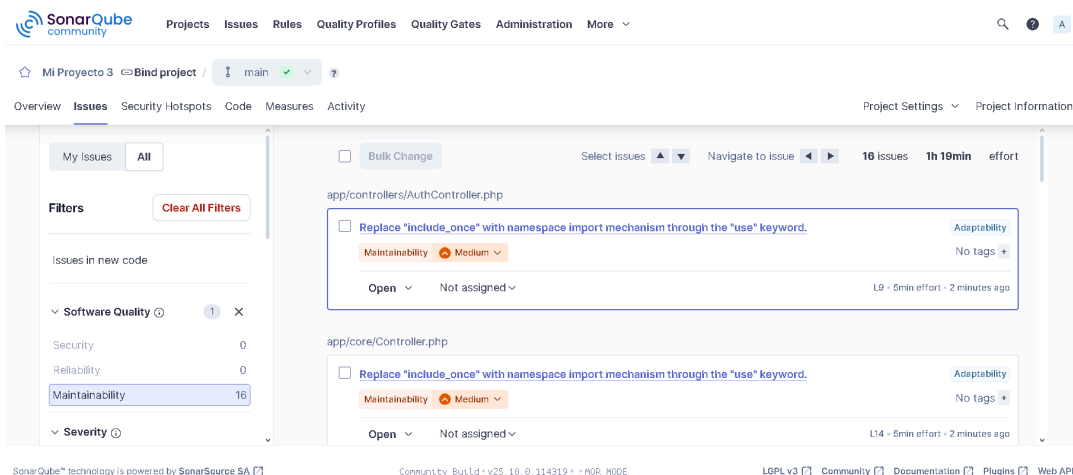 SonarQube community Projects Issues Rules Quality Profiles Quality Gates Administration More A
Mi Proyecto 3 Bind project / main ?
Overview Issues Security Hotspots Code Measures Activity Project Settings Project Information
My Issues All Bulk Change Select issues Navigate to issue 16 issues 1h 19min effort
app/controllers/AuthController.php
Filters Clear All Filters
Replace "include_once" with namespace import mechanism through the "use" keyword. Adaptability
Maintainability Medium No tags +
Issues in new code
Open Not assigned L9 • 5min effort • 2 minutes ago
Software Quality 1
Security 0
app/core/Controller.php
Reliability 0
Replace "include_once" with namespace import mechanism through the "use" keyword. Adaptability
Maintainability 16
Maintainability Medium No tags +
Severity
Open Not assigned L14 • 5min effort • 2 minutes ago
SonarQube™ technology is powered by SonarSource SA Community Build • v25.10.0.114319 • • MQR MODE LGPL v3 Community Documentation Plugins Web API